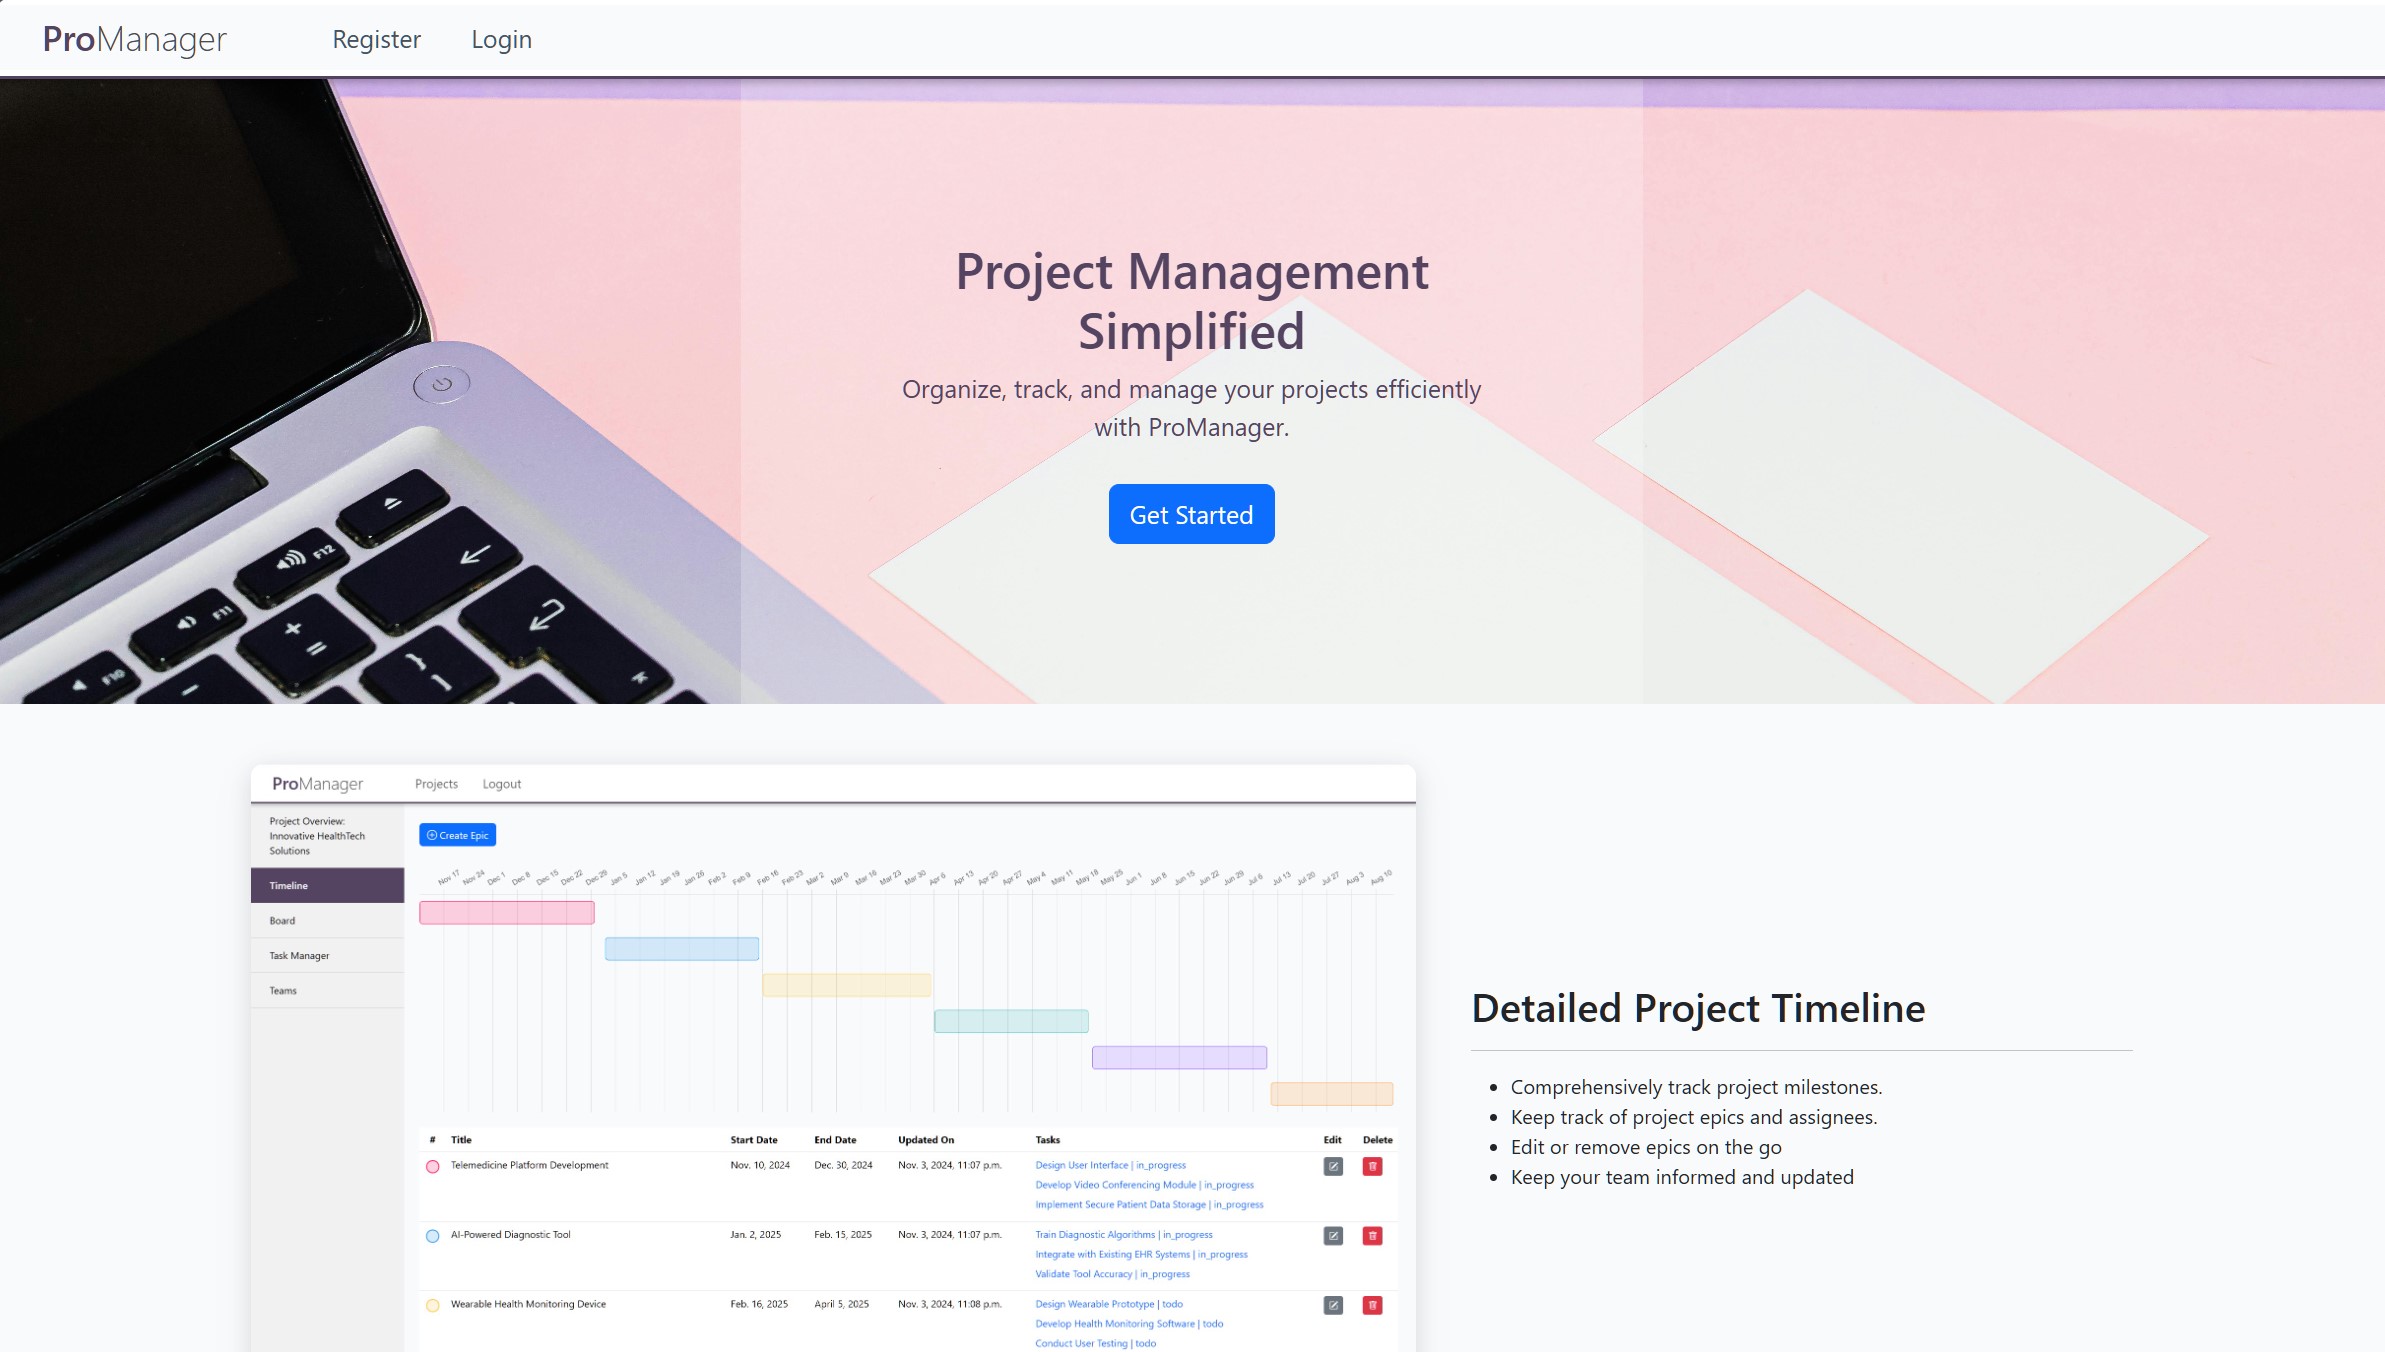 ProManager
Register
Login
Project Management
Simplified
Organize, track, and manage your projects efficiently
with ProManager.
Get Started
F12
F11
F10
ProManager
Projects
Logout
Project Overview:
Innovative HealthTech
Solutions
Timeline
Board
Task Manager
Teams
Create Epic
Nov 17 Nov 24 Dec 1 Dec 8 Dec 15 Dec 22 Dec 29 Jan 5 Jan 12 Jan 19 Jan 26 Feb 2 Feb 9 Feb 16 Feb 23 Mar 2 Mar 9 Mar 16 Mar 23 Mar 30 Apr 6 Apr 13 Apr 20 Apr 27 May 4 May 11 May 18 May 25 Jun 1 Jun 8 Jun 15 Jun 22 Jun 29 Jul 6 Jul 13 Jul 20 Jul 27 Aug 3 Aug 10
# Title Start Date End Date Updated On Tasks Edit Delete
Telemedicine Platform Development Nov. 10, 2024 Dec. 30, 2024 Nov. 3, 2024, 11:07 p.m. Design User Interface | in_progress
Develop Video Conferencing Module | in_progress
Implement Secure Patient Data Storage | in_progress
AI-Powered Diagnostic Tool Jan. 2, 2025 Feb. 15, 2025 Nov. 3, 2024, 11:07 p.m. Train Diagnostic Algorithms | in_progress
Integrate with Existing EHR Systems | in_progress
Validate Tool Accuracy | in_progress
Wearable Health Monitoring Device Feb. 16, 2025 April 5, 2025 Nov. 3, 2024, 11:08 p.m. Design Wearable Prototype | todo
Develop Health Monitoring Software | todo
Conduct User Testing | todo
Detailed Project Timeline
• Comprehensively track project milestones.
• Keep track of project epics and assignees.
• Edit or remove epics on the go
• Keep your team informed and updated